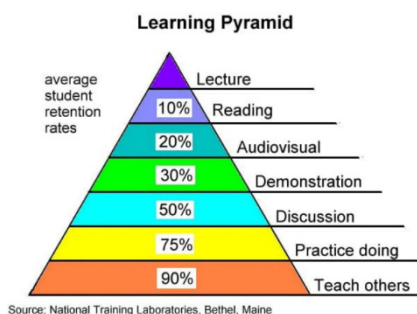 Learning Pyramid
average
student
retention
rates
Lecture
10% Reading
20% Audiovisual
30% Demonstration
50% Discussion
75% Practice doing
90% Teach others
Source: National Training Laboratories, Bethel, Maine